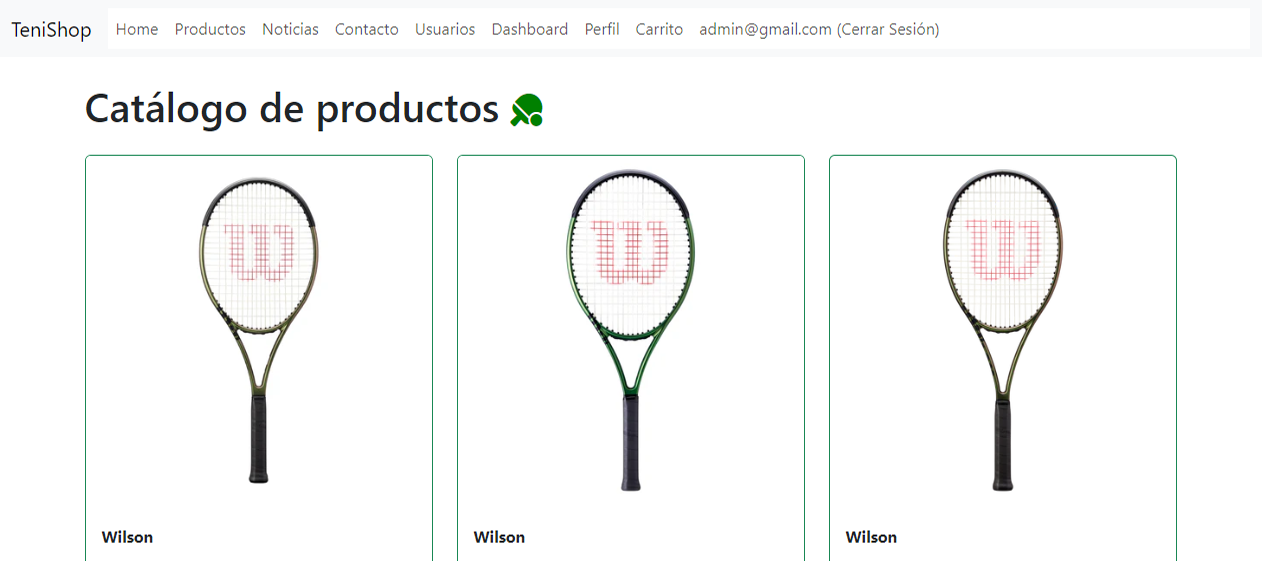 TeniShop Home Productos Noticias Contacto Usuarios Dashboard Perfil Carrito admin@gmail.com (Cerrar Sesión)
Catálogo de productos
W W W
Wilson Wilson Wilson